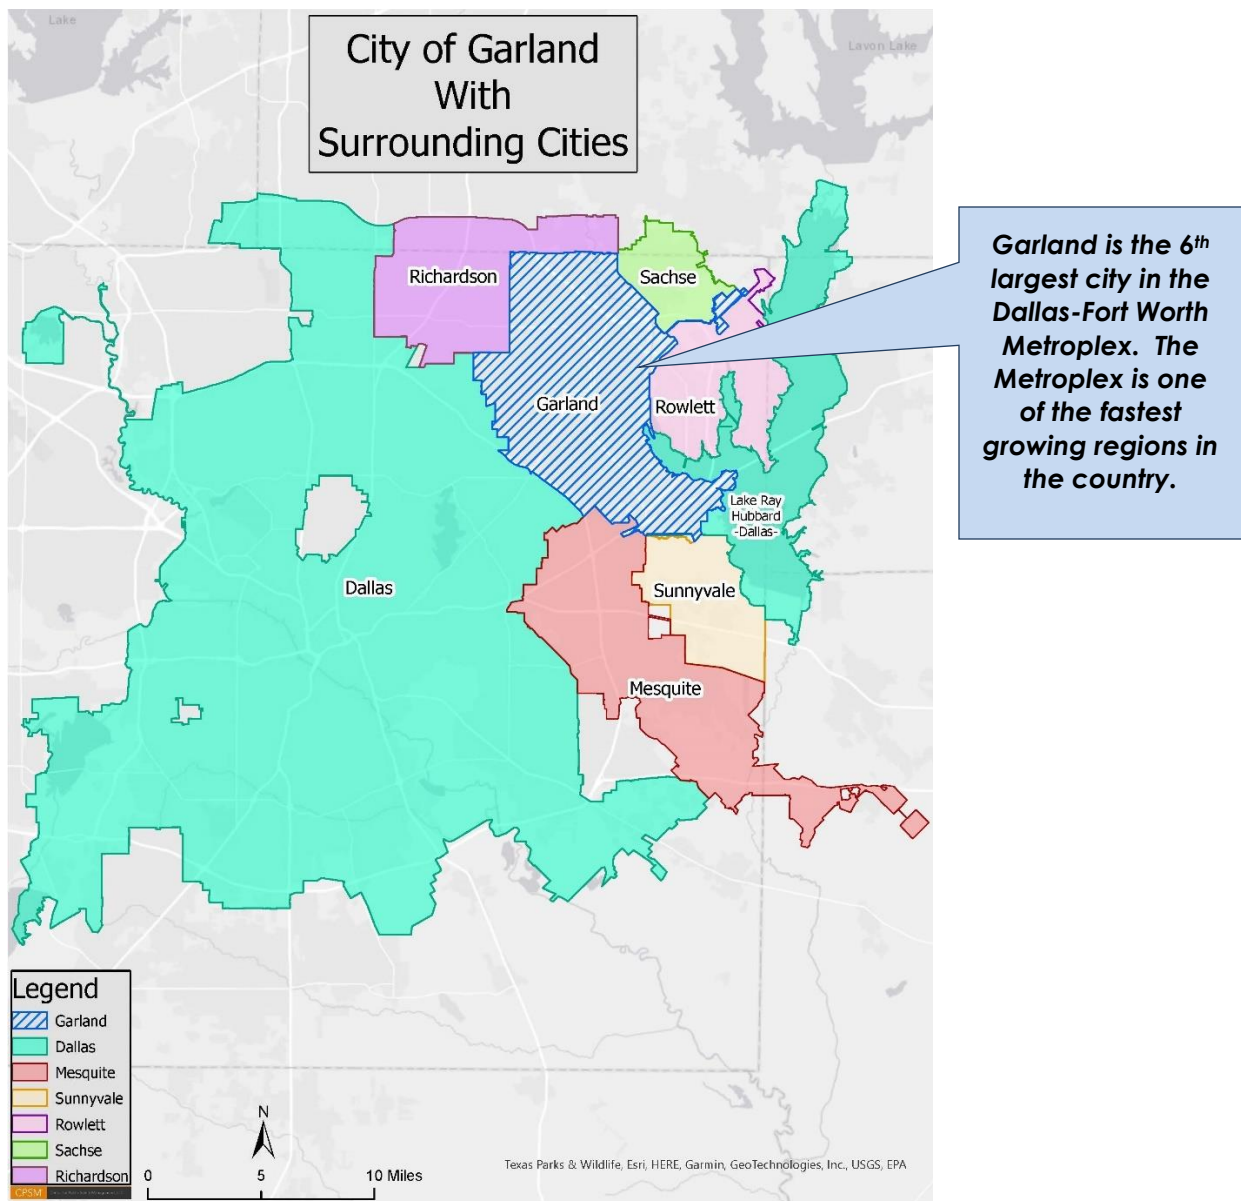 Lake
Lavon Lake
City of Garland
With
Surrounding Cities
Garland is the 6th
largest city in the
Dallas-Fort Worth
Metroplex. The
Metroplex is one
of the fastest
growing regions in
the country.
Richardson
Sachse
Garland
Rowlett
Lake Ray
Hubbard
-Dallas-
Dallas
Sunnyvale
Mesquite
Legend
Garland
Dallas
Mesquite
Sunnyvale
Rowlett
Sachse
Richardson
CPSM
N
0 5 10 Miles
Texas Parks & Wildlife, Esri, HERE, Garmin, GeoTechnologies, Inc., USGS, EPA